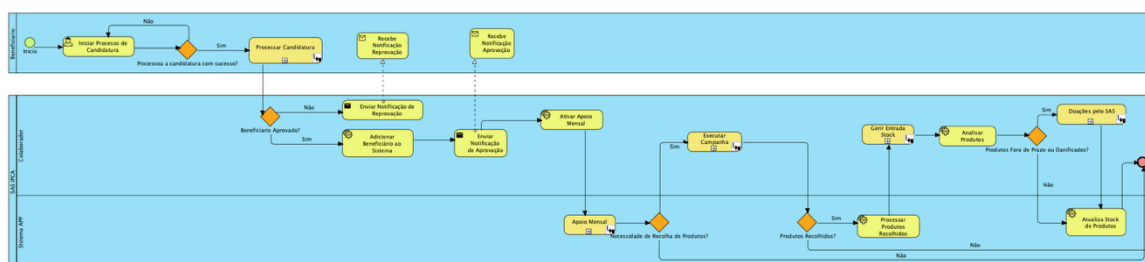 Beneficiario
Início
Iniciar Processo de
Candidatura
Não
Processou a candidatura com sucesso?
Sim
Processar Candidatura
Recebe
Notificação
Reprovação
Recebe
Notificação
Aprovação
SAS IPCA
Colaborador
Beneficiario Aprovado?
Não
Sim
Enviar Notificação de
Reprovação
Adicionar
Beneficiário ao
Sistema
Enviar
Notificação
de Aprovação
Ativar Apoio
Mensal
Executar
Campanha
Sim
Gerir Entrada
Stock
Analisar
Produtos
Produtos Fora de Prazo ou Danificados?
Sim
Doações pelo SAS
Não
Sistema APP
Apoio Mensal
Necessidade de Recolha de Produtos?
Produtos Recolhidos?
Sim
Processar
Produtos
Recolhidos
Atualiza Stock
de Produtos
Não
Não